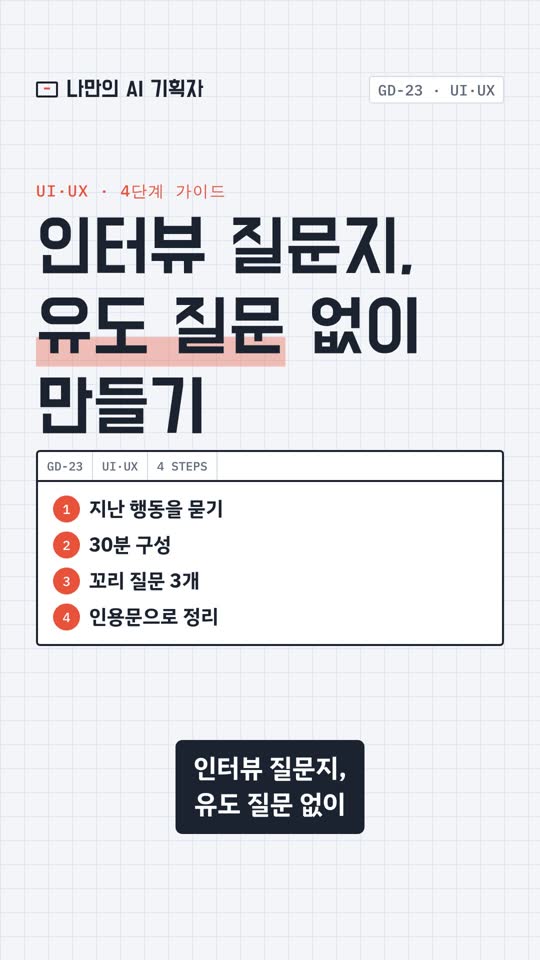 나만의 AI 기획자
GD-23 · UI·UX
UI·UX · 4단계 가이드
인터뷰 질문지,
유도 질문 없이
만들기
GD-23 UI·UX 4 STEPS
1 지난 행동을 묻기
2 30분 구성
3 꼬리 질문 3개
4 인용문으로 정리
인터뷰 질문지,
유도 질문 없이